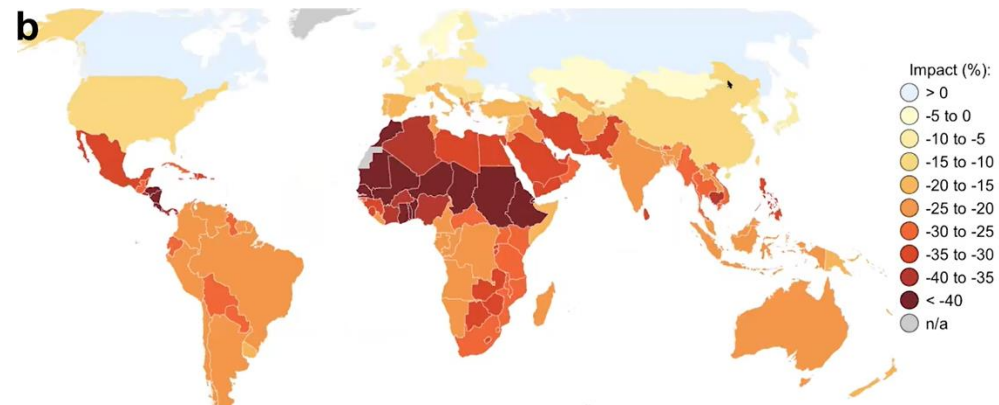 b
Impact (%):
> 0
-5 to 0
-10 to -5
-15 to -10
-20 to -15
-25 to -20
-30 to -25
-35 to -30
-40 to -35
< -40
n/a